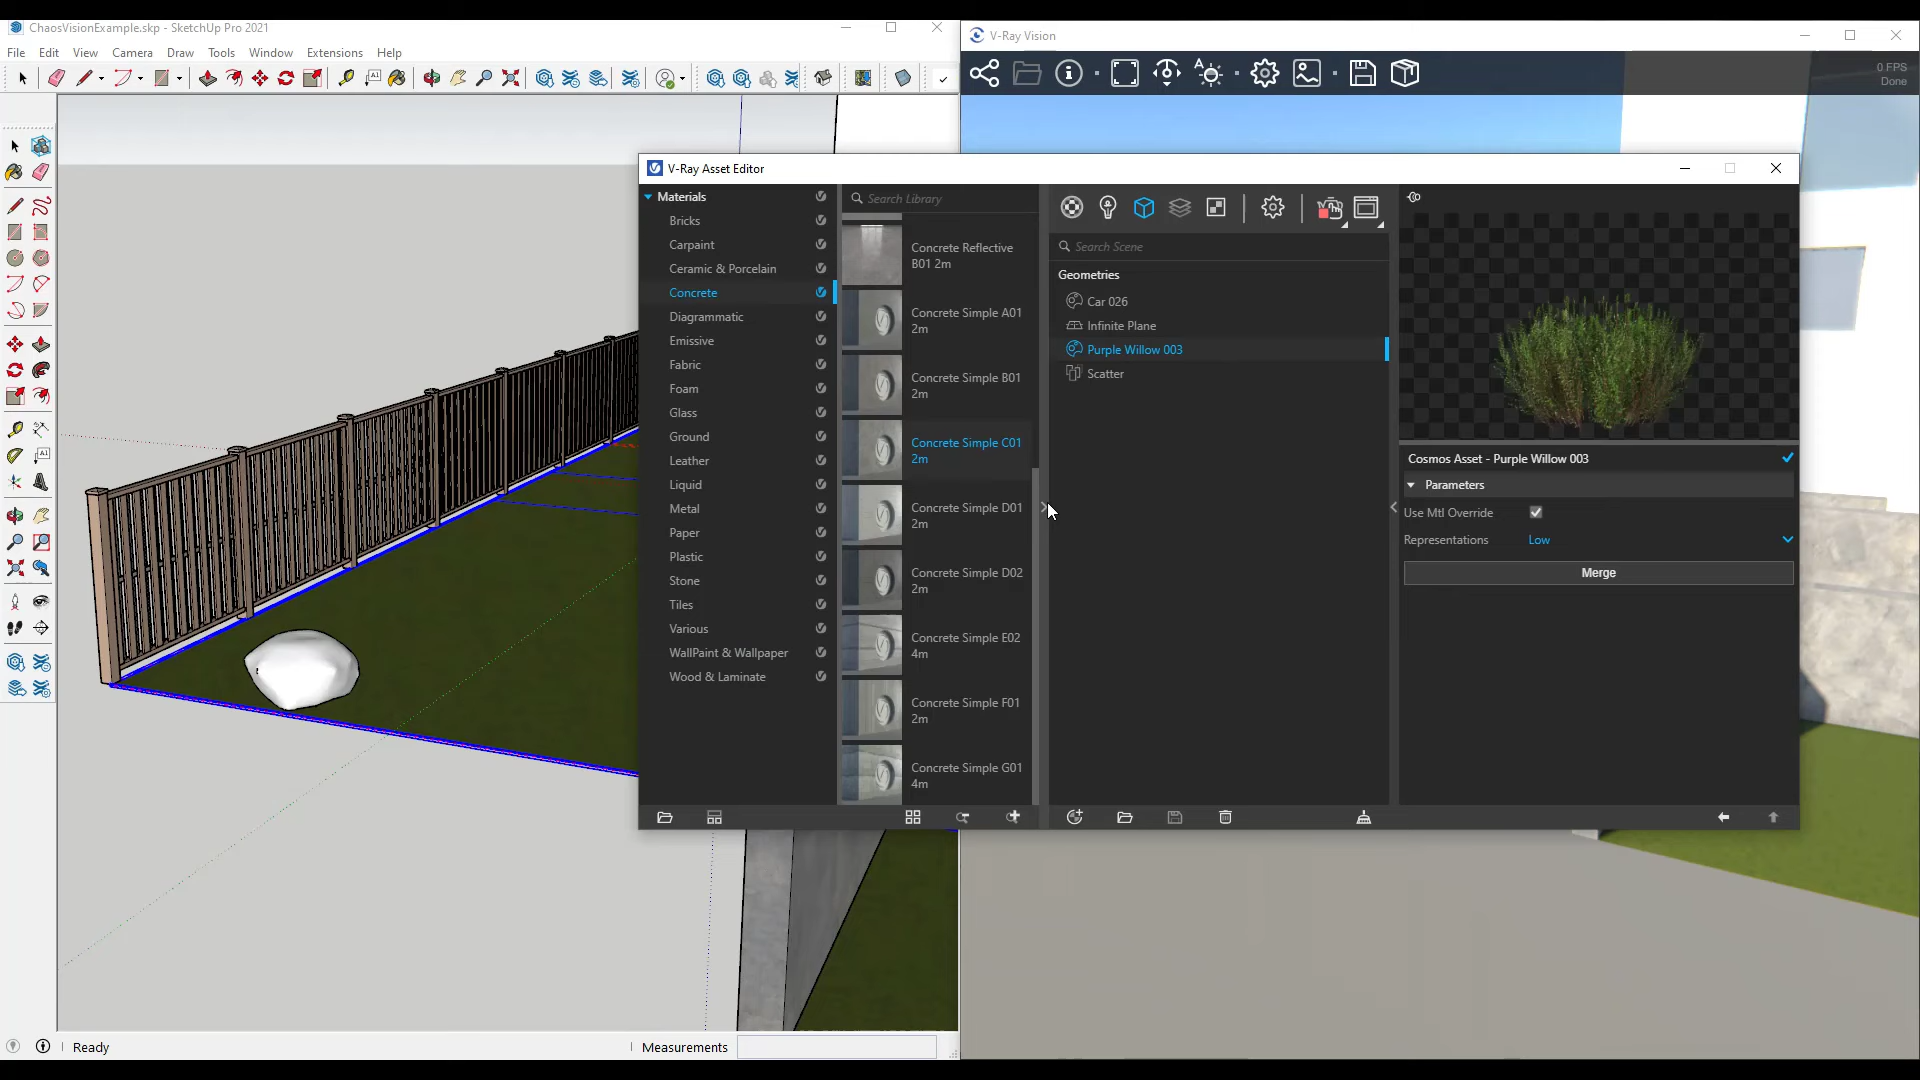 ChaosVisionExample.skp - SketchUp Pro 2021
File Edit View Camera Draw Tools Window Extensions Help
V-Ray Vision
0 FPS
Done
V-Ray Asset Editor
Materials
Bricks
Carpaint
Ceramic & Porcelain
Concrete
Diagrammatic
Emissive
Fabric
Foam
Glass
Ground
Leather
Liquid
Metal
Paper
Plastic
Stone
Tiles
Various
WallPaint & Wallpaper
Wood & Laminate
Search Library
Concrete Reflective
B01 2m
Concrete Simple A01
2m
Concrete Simple B01
2m
Concrete Simple C01
2m
Concrete Simple D01
2m
Concrete Simple D02
2m
Concrete Simple E02
4m
Concrete Simple F01
2m
Concrete Simple G01
4m
Search Scene
Geometries
Car 026
Infinite Plane
Purple Willow 003
Scatter
Cosmos Asset - Purple Willow 003
Parameters
Use Mtl Override
Representations Low
Merge
Ready
Measurements